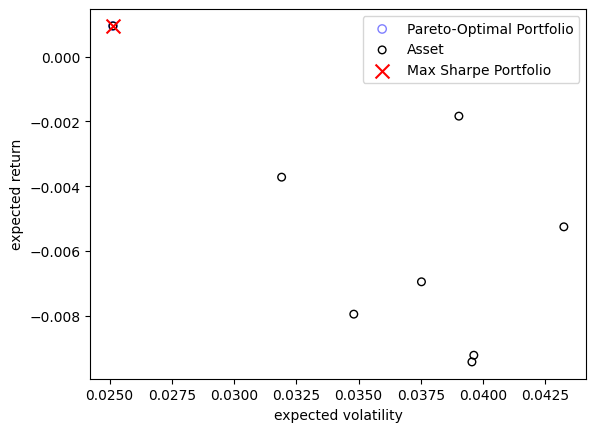 Pareto-Optimal Portfolio
Asset
Max Sharpe Portfolio
expected return
0.000
−0.002
−0.004
−0.006
−0.008
0.0250 0.0275 0.0300 0.0325 0.0350 0.0375 0.0400 0.0425
expected volatility